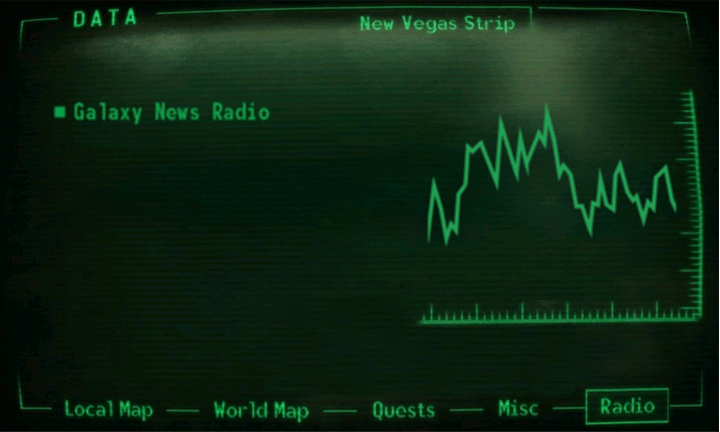 DATA
New Vegas Strip
Galaxy News Radio
Local Map
World Map
Quests
Misc
Radio